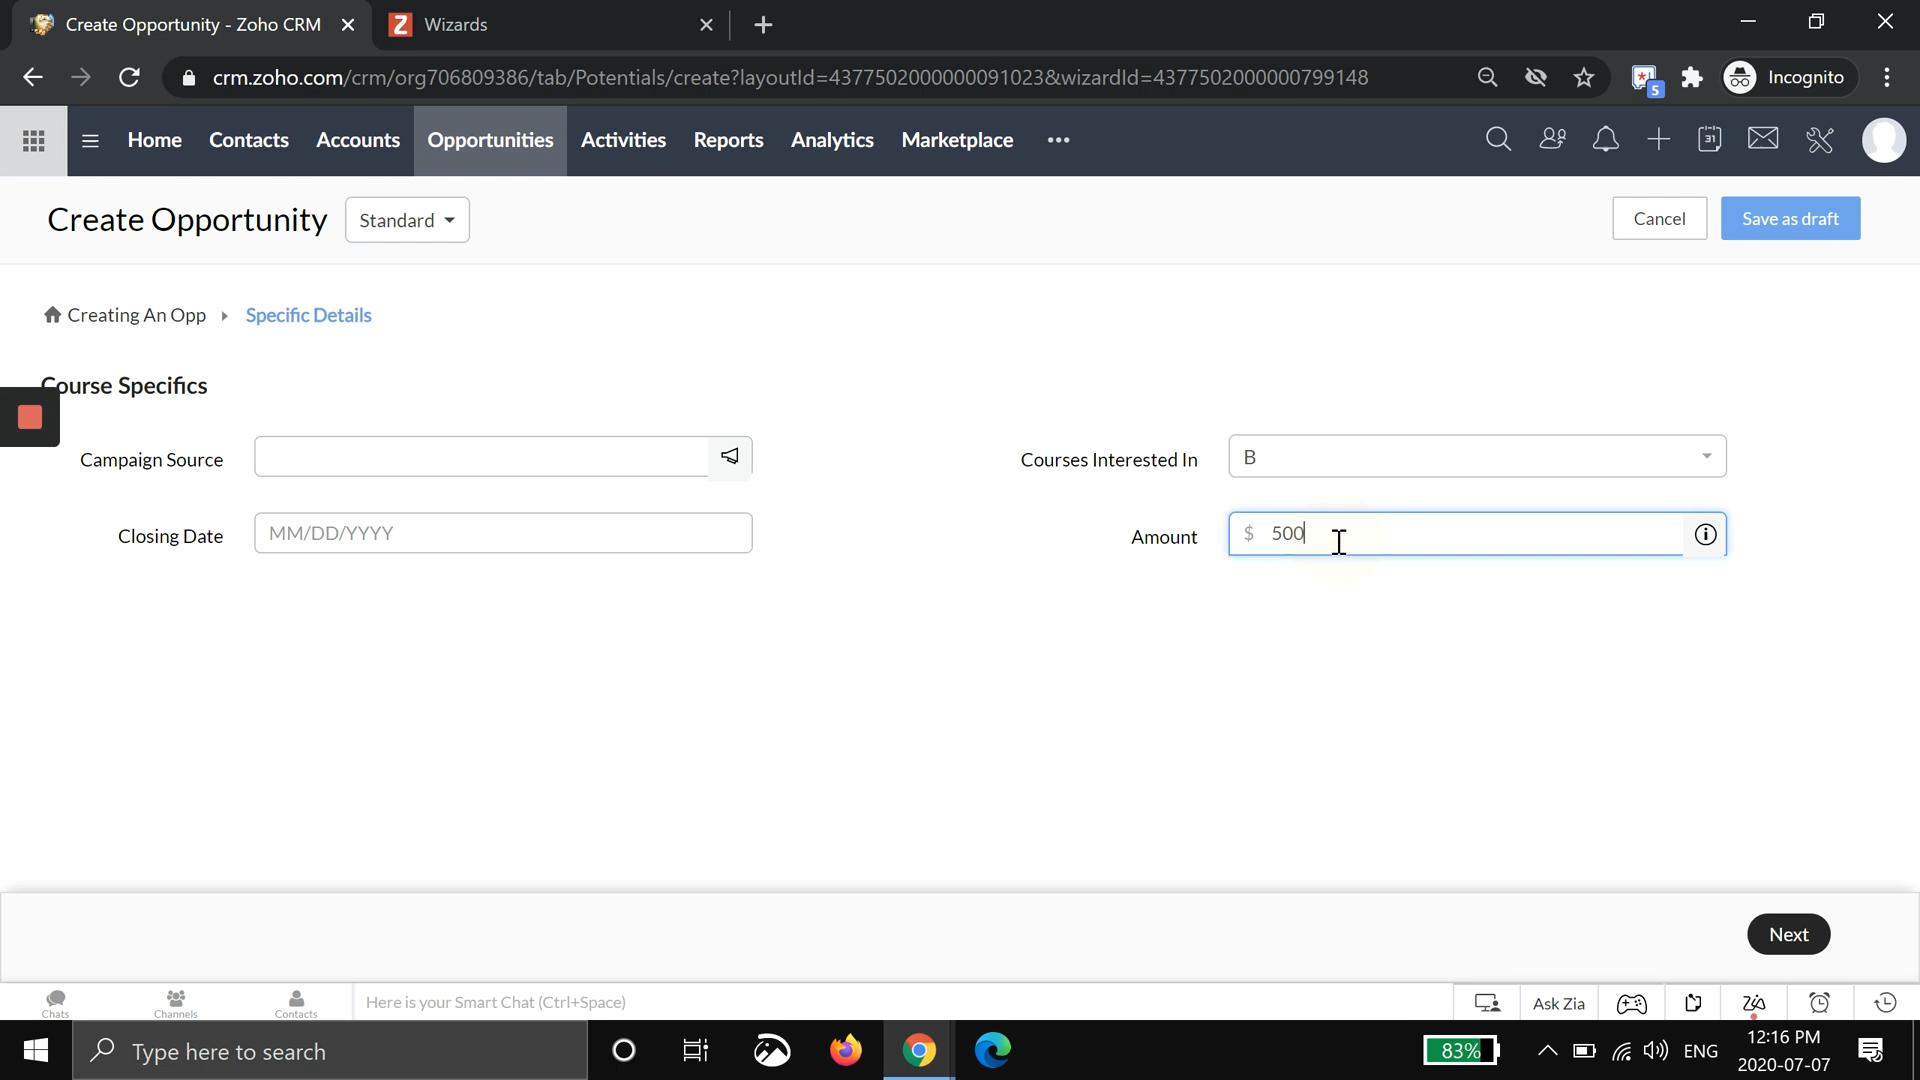 Create Opportunity - Zoho CRM
Wizards
crm.zoho.com/crm/org706809386/tab/Potentials/create?layoutId=4377502000000091023&wizardId=4377502000000799148
5
Incognito
Home Contacts Accounts Opportunities Activities Reports Analytics Marketplace
31
Create Opportunity
Standard
Cancel
Save as draft
Creating An Opp
Specific Details
Course Specifics
Campaign Source
Courses Interested In
B
Closing Date
MM/DD/YYYY
Amount
$ 500
Next
Chats
Channels
Contacts
Here is your Smart Chat (Ctrl+Space)
Ask Zia
Type here to search
83%
ENG
12:16 PM
2020-07-07